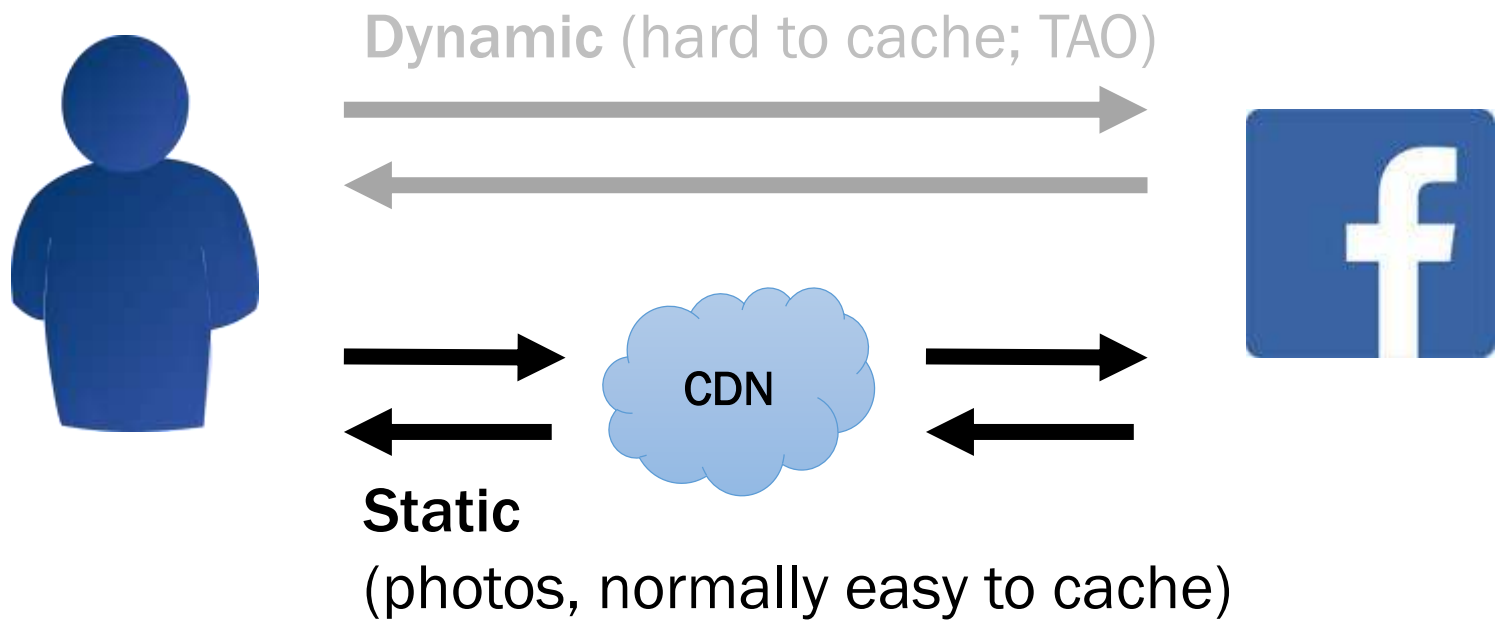 Dynamic (hard to cache; TAO)
f
CDN
Static
(photos, normally easy to cache)